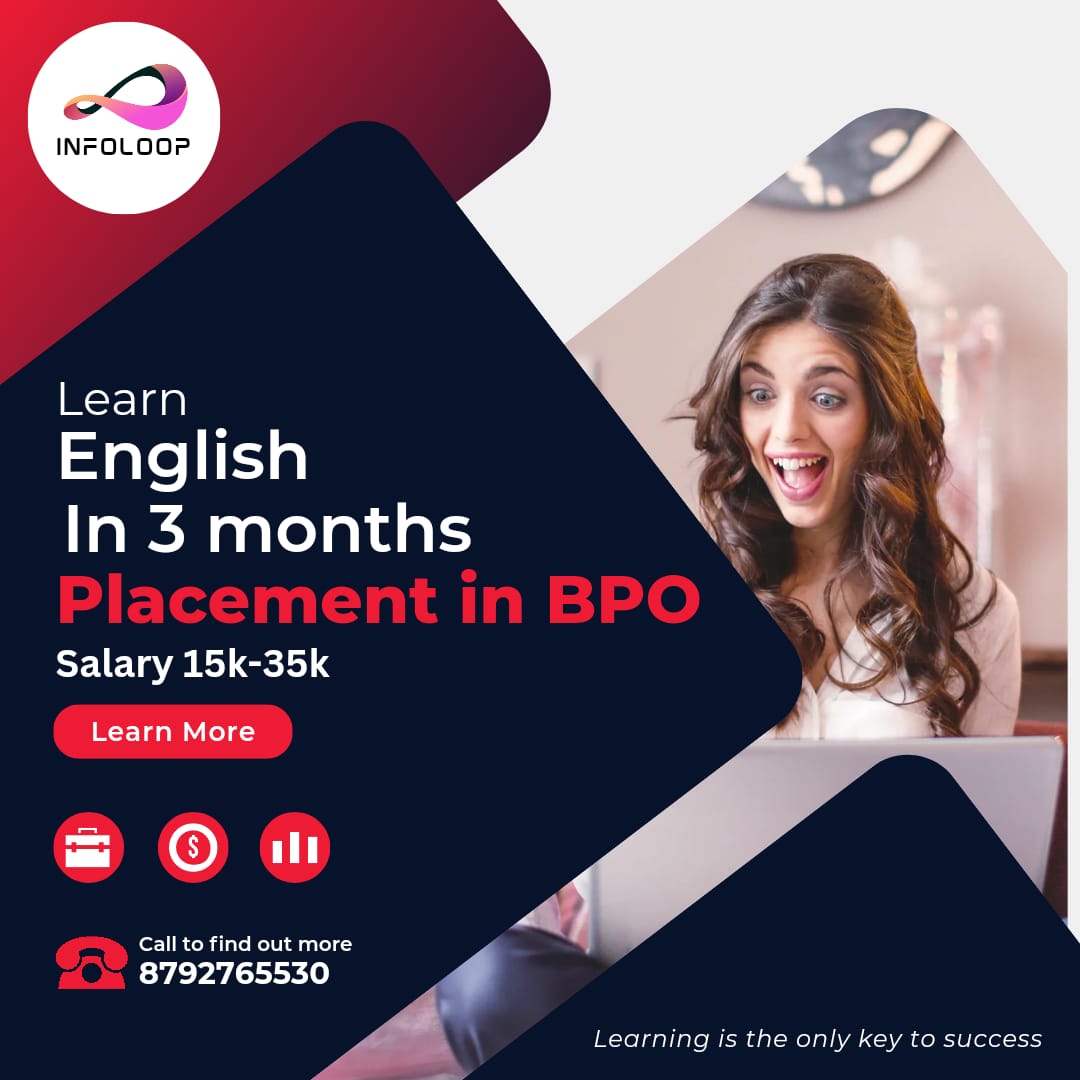 INFOLOOP
Learn
English
In 3 months
Placement in BPO
Salary 15k-35k
Learn More
$
Call to find out more
8792765530
Learning is the only key to success